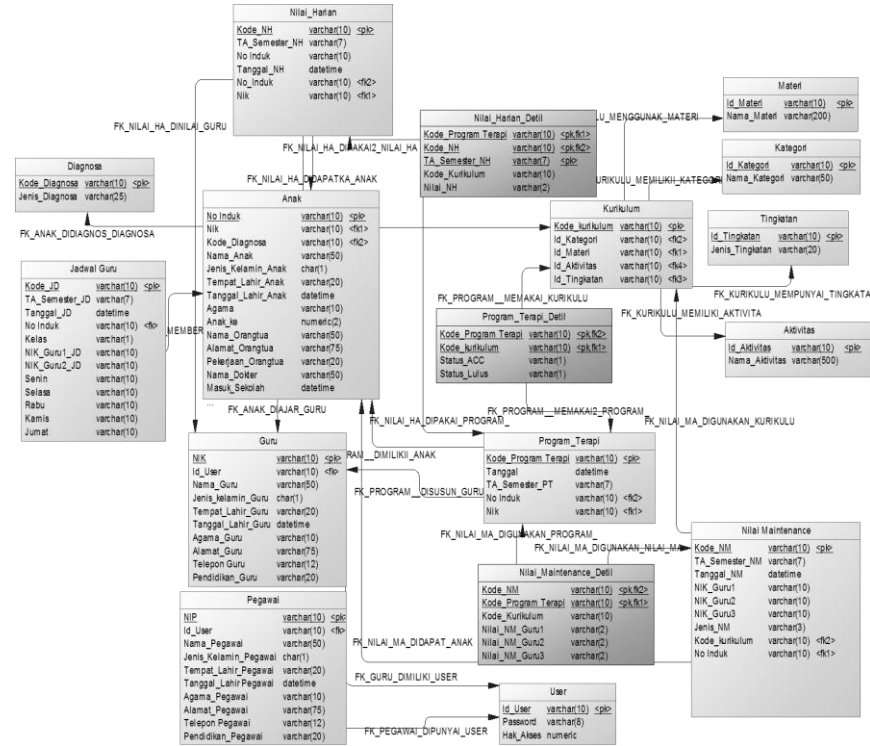 Nilai_Harian
Kode_NH varchar(10) <pk>
TA_Semester_NH varchar(7)
No Induk varchar(10)
Tanggal_NH datetime
No_Induk varchar(10) <fk2>
Nik varchar(10) <fk1>
FK_NILAI_HA_DINILAI_GURU
FK_NILAI_HA_DIPAKAI2_NILAI_HA
FK_NILAI_HA_DIDAPATKA_ANAK
Nilai_Harian_Detil
Kode_Program Terapi varchar(10) <pk,fk1>
Kode_NH varchar(10) <pk,fk2>
TA_Semester_NH varchar(7) <pk>
Kode_Kurikulum varchar(10)
Nilai_NH varchar(2)
LU_MENGGUNAK_MATERI
Materi
Id_Materi varchar(10) <pk>
Nama_Materi varchar(200)
URIKULU_MEMILIKII_KATEGORI
Kategori
Id_Kategori varchar(10) <pk>
Nama_Kategori varchar(50)
Diagnosa
Kode_Diagnosa varchar(10) <pk>
Jenis_Diagnosa varchar(25)
FK_ANAK_DIDIAGNOS_DIAGNOSA
Anak
No Induk varchar(10) <pk>
Nik varchar(10) <fk1>
Kode_Diagnosa varchar(10) <fk2>
Nama_Anak varchar(50)
Jenis_Kelamin_Anak char(1)
Tempat_Lahir_Anak varchar(20)
Tanggal_Lahir_Anak datetime
Agama varchar(10)
Anak_ke numeric(2)
Nama_Orangtua varchar(50)
Alamat_Orangtua varchar(75)
Pekerjaan_Orangtua varchar(20)
Nama_Dokter varchar(50)
Masuk_Sekolah datetime
...
Kurikulum
Kode_kurikulum varchar(10) <pk>
Id_Kategori varchar(10) <fk2>
Id_Materi varchar(10) <fk1>
Id_Aktivitas varchar(10) <fk4>
Id_Tingkatan varchar(10) <fk3>
Tingkatan
Id_Tingkatan varchar(10) <pk>
Jenis_Tingkatan varchar(20)
FK_KURIKULU_MEMPUNYAI_TINGKATA
FK_KURIKULU_MEMILIKI_AKTIVITA
Jadwal Guru
Kode_JD varchar(10) <pk>
TA_Semester_JD varchar(7)
Tanggal_JD datetime
No Induk varchar(10) <fk>
Kelas varchar(1)
NIK_Guru1_JD varchar(10)
NIK_Guru2_JD varchar(10)
Senin varchar(10)
Selasa varchar(10)
Rabu varchar(10)
Kamis varchar(10)
Jumat varchar(10)
_MEMBER
FK_PROGRAM__MEMAKAI_KURIKULU
Program_Terapi_Detil
Kode_Program Terapi varchar(10) <pk,fk2>
Kode_kurikulum varchar(10) <pk,fk1>
Status_ACC varchar(1)
Status_Lulus varchar(1)
Aktivitas
Id_Aktivitas varchar(10) <pk>
Nama_Aktivitas varchar(500)
FK_ANAK_DIAJAR_GURU
FK_NILAI_HA_DIPAKAI_PROGRAM_
FK_PROGRAM__MEMAKAI2_PROGRAM
FK_NILAI_MA_DIGUNAKAN_KURIKULU
Guru
NIK varchar(10) <pk>
Id_User varchar(10) <fk>
Nama_Guru varchar(50)
Jenis_kelamin_Guru char(1)
Tempat_Lahir_Guru varchar(20)
Tanggal_Lahir_Guru datetime
Agama_Guru varchar(10)
Alamat_Guru varchar(75)
Telepon Guru varchar(12)
Pendidikan_Guru varchar(20)
RAM__DIMILIKII_ANAK
FK_PROGRAM__DISUSUN_GURU
Program_Terapi
Kode_Program Terapi varchar(10) <pk>
Tanggal datetime
TA_Semester_PT varchar(7)
No Induk varchar(10) <fk2>
Nik varchar(10) <fk1>
FK_NILAI_MA_DIGUNAKAN_PROGRAM_
FK_NILAI_MA_DIGUNAKAN_NILAI_MA
Nilai Maintenance
Kode_NM varchar(10) <pk>
TA_Semester_NM varchar(7)
Tanggal_NM datetime
NIK_Guru1 varchar(10)
NIK_Guru2 varchar(10)
NIK_Guru3 varchar(10)
Jenis_NM varchar(3)
Kode_kurikulum varchar(10) <fk2>
No Induk varchar(10) <fk1>
Nilai_Maintenance_Detil
Kode_NM varchar(10) <pk,fk2>
Kode_Program Terapi varchar(10) <pk,fk1>
Kode_Kurikulum varchar(10)
Nilai_NM_Guru1 varchar(2)
Nilai_NM_Guru2 varchar(2)
Nilai_NM_Guru3 varchar(2)
Pegawai
NIP varchar(10) <pk>
Id_User varchar(10) <fk>
Nama_Pegawai varchar(50)
Jenis_Kelamin_Pegawai char(1)
Tempat_Lahir_Pegawai varchar(20)
Tanggal_Lahir Pegawai datetime
Agama_Pegawai varchar(10)
Alamat_Pegawai varchar(75)
Telepon Pegawai varchar(12)
Pendidikan_Pegawai varchar(20)
FK_NILAI_MA_DIDAPAT_ANAK
FK_GURU_DIMILIKI_USER
FK_PEGAWAI_DIPUNYAI_USER
User
Id_User varchar(10) <pk>
Password varchar(8)
Hak_Akses numeric